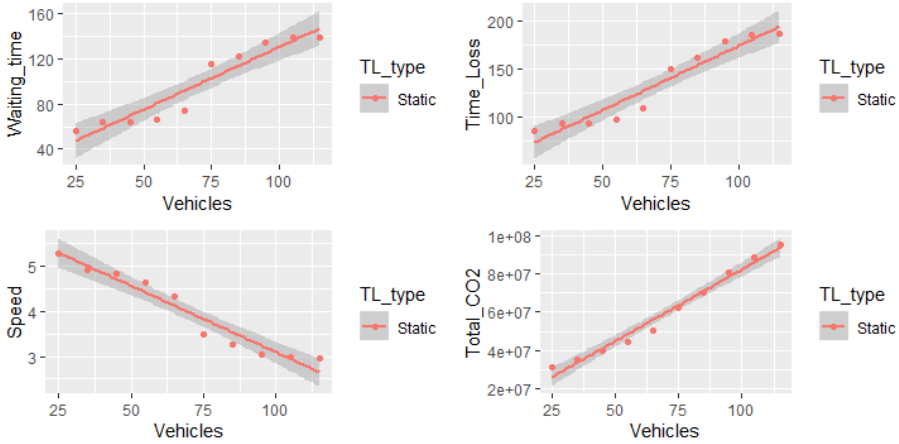 Waiting_time
160
120
80
40
25 50 75 100
Vehicles
TL_type
Static
Time_Loss
200
150
100
25 50 75 100
Vehicles
TL_type
Static
Speed
5
4
3
25 50 75 100
Vehicles
TL_type
Static
Total_CO2
1e+08
8e+07
6e+07
4e+07
2e+07
25 50 75 100
Vehicles
TL_type
Static